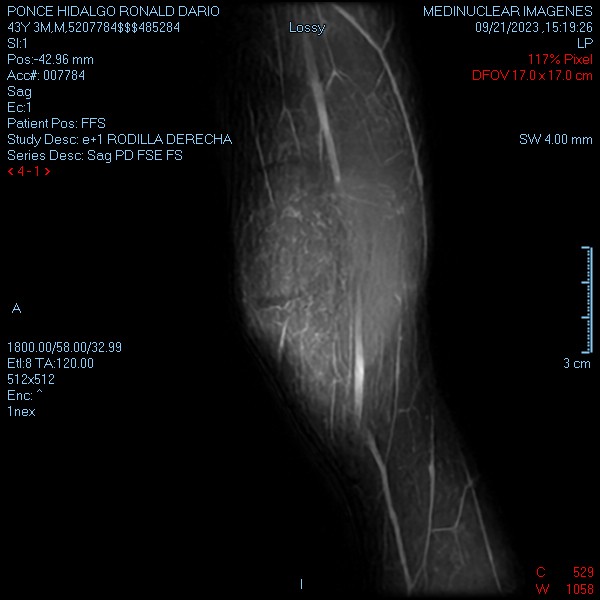 PONCE HIDALGO RONALD DARIO
43Y 3M,M,5207784$$$485284
Sl:1
Pos:-42.96 mm
Acc#: 007784
Sag
Ec:1
Patient Pos: FFS
Study Desc: e+1 RODILLA DERECHA
Series Desc: Sag PD FSE FS
< 4 - 1 >
Lossy
MEDINUCLEAR IMAGENES
09/21/2023 ,15:19:26
LP
117% Pixel
DFOV 17.0 x 17.0 cm
SW 4.00 mm
A
3 cm
1800.00/58.00/32.99
Etl:8 TA:120.00
512x512
Enc: ^
1nex
I
C 529
W 1058